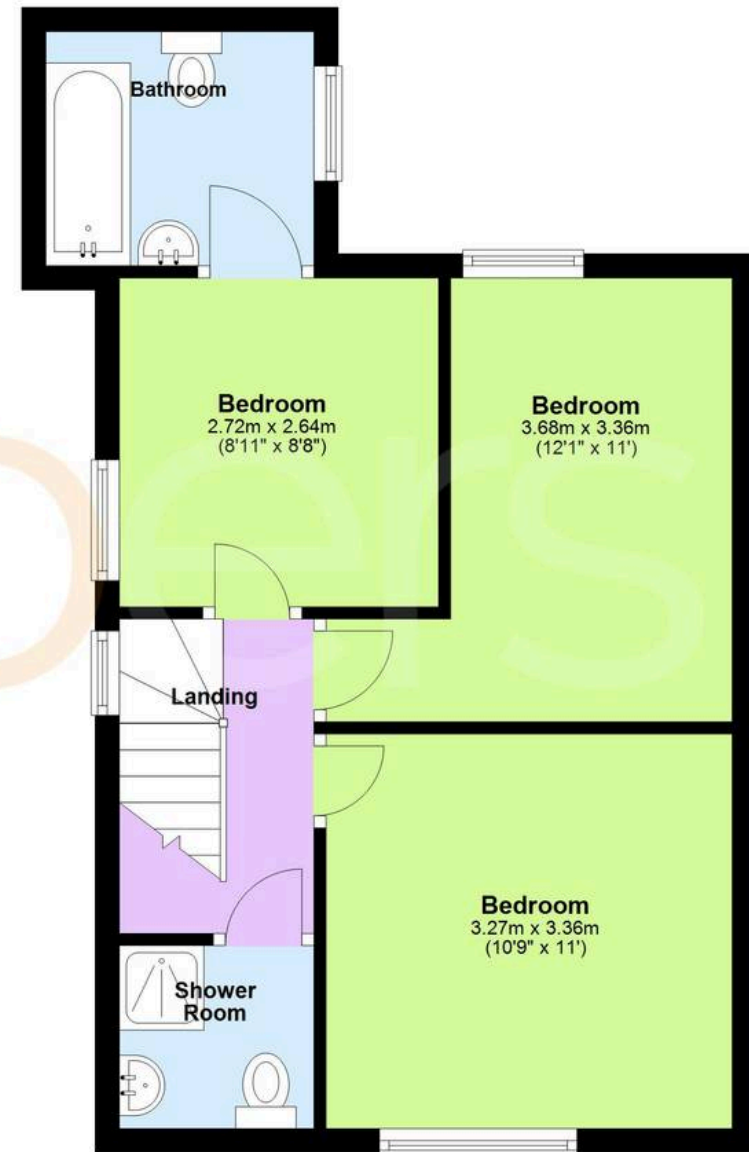 Bathroom
Bedroom
2.72m x 2.64m
(8'11" x 8'8")
Bedroom
3.68m x 3.36m
(12'1" x 11')
Landing
Bedroom
3.27m x 3.36m
(10'9" x 11')
Shower
Room